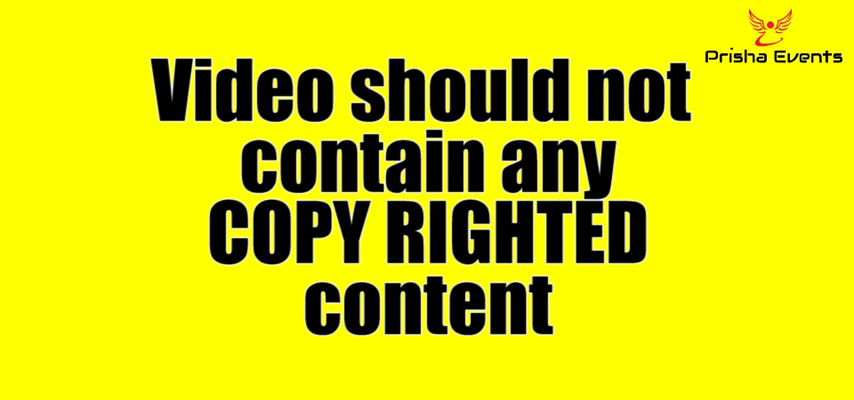 Prisha Events
Video should not
contain any
COPY RIGHTED
content